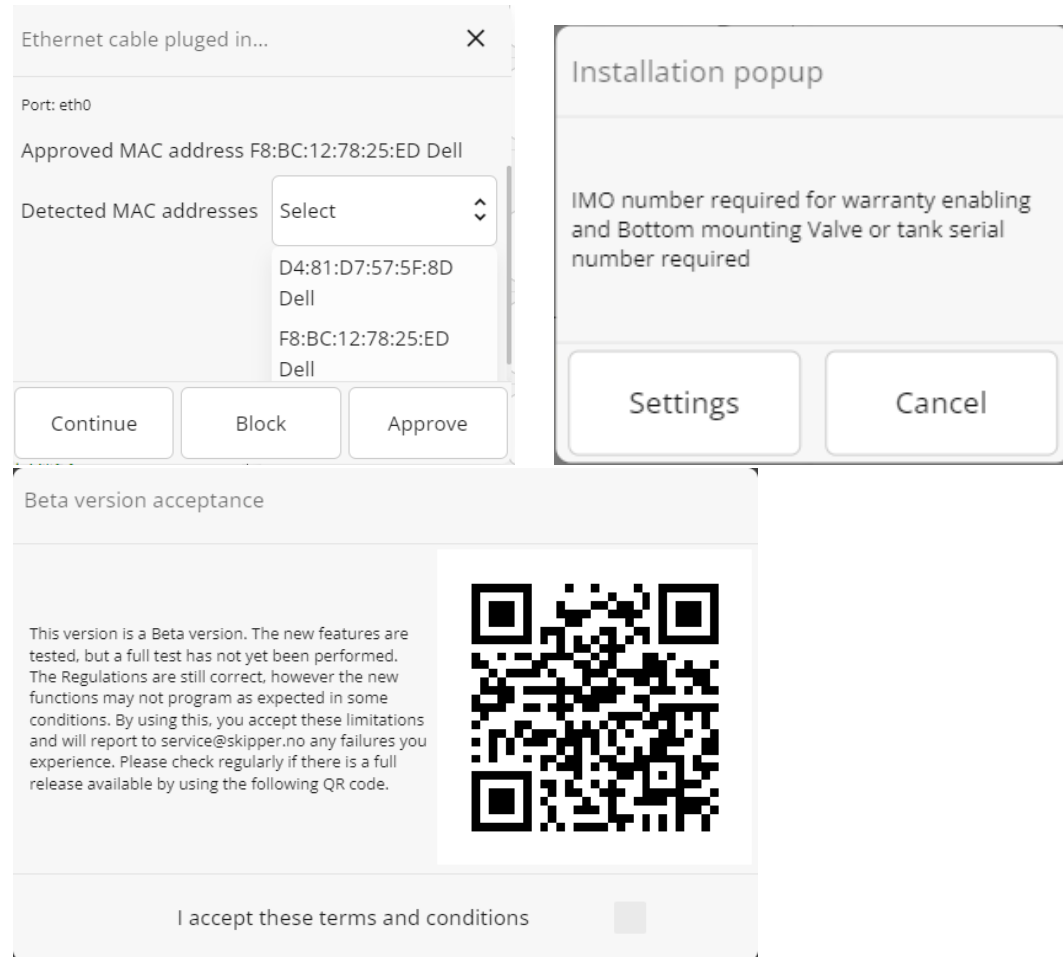 Ethernet cable pluged in...
Port: eth0
Approved MAC address F8:BC:12:78:25:ED Dell
Detected MAC addresses
Select
D4:81:D7:57:5F:8D
Dell
F8:BC:12:78:25:ED
Dell
Continue
Block
Approve
Installation popup
IMO number required for warranty enabling
and Bottom mounting Valve or tank serial
number required
Settings
Cancel
Beta version acceptance
This version is a Beta version. The new features are
tested, but a full test has not yet been performed.
The Regulations are still correct, however the new
functions may not program as expected in some
conditions. By using this, you accept these limitations
and will report to service@skipper.no any failures you
experience. Please check regularly if there is a full
release available by using the following QR code.
I accept these terms and conditions